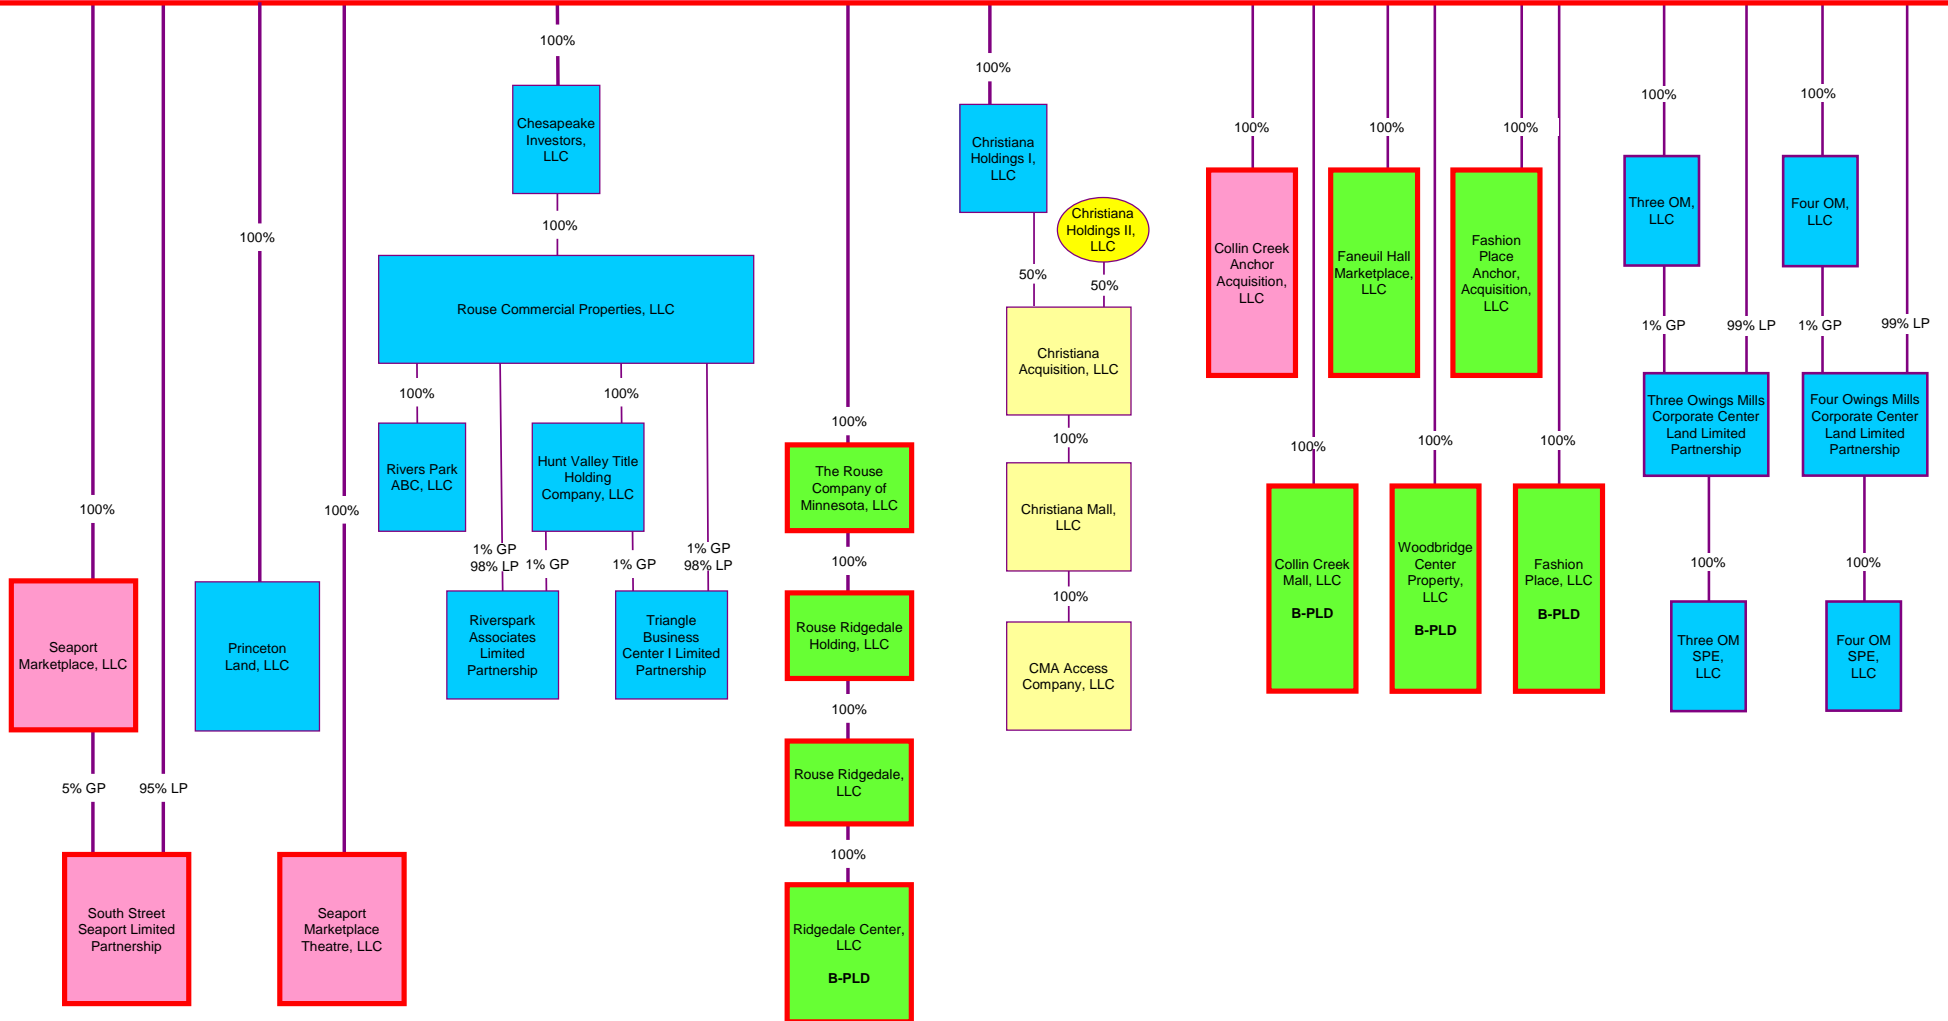 100%
Chesapeake
Investors,
LLC
100%
Rouse Commercial Properties, LLC
100%
Rivers Park
ABC, LLC
100%
Hunt Valley Title
Holding
Company, LLC
1% GP
98% LP
1% GP
1% GP
1% GP
98% LP
Riverspark
Associates
Limited
Partnership
Triangle
Business
Center I Limited
Partnership
100%
Seaport
Marketplace, LLC
5% GP
95% LP
South Street
Seaport Limited
Partnership
100%
Princeton
Land, LLC
100%
Seaport
Marketplace
Theatre, LLC
100%
The Rouse
Company of
Minnesota, LLC
100%
Rouse Ridgedale
Holding, LLC
100%
Rouse Ridgedale,
LLC
100%
Ridgedale Center,
LLC
B-PLD
100%
Christiana
Holdings I,
LLC
Christiana
Holdings II,
LLC
50%
50%
Christiana
Acquisition, LLC
100%
Christiana Mall,
LLC
100%
CMA Access
Company, LLC
100%
Collin Creek
Anchor
Acquisition,
LLC
100%
Faneuil Hall
Marketplace,
LLC
100%
Fashion
Place
Anchor,
Acquisition,
LLC
100%
Collin Creek
Mall, LLC
B-PLD
100%
Woodbridge
Center
Property,
LLC
B-PLD
100%
Fashion
Place, LLC
B-PLD
100%
Three OM,
LLC
1% GP
99% LP
Three Owings Mills
Corporate Center
Land Limited
Partnership
100%
Three OM
SPE,
LLC
100%
Four OM,
LLC
1% GP
99% LP
Four Owings Mills
Corporate Center
Land Limited
Partnership
100%
Four OM
SPE,
LLC